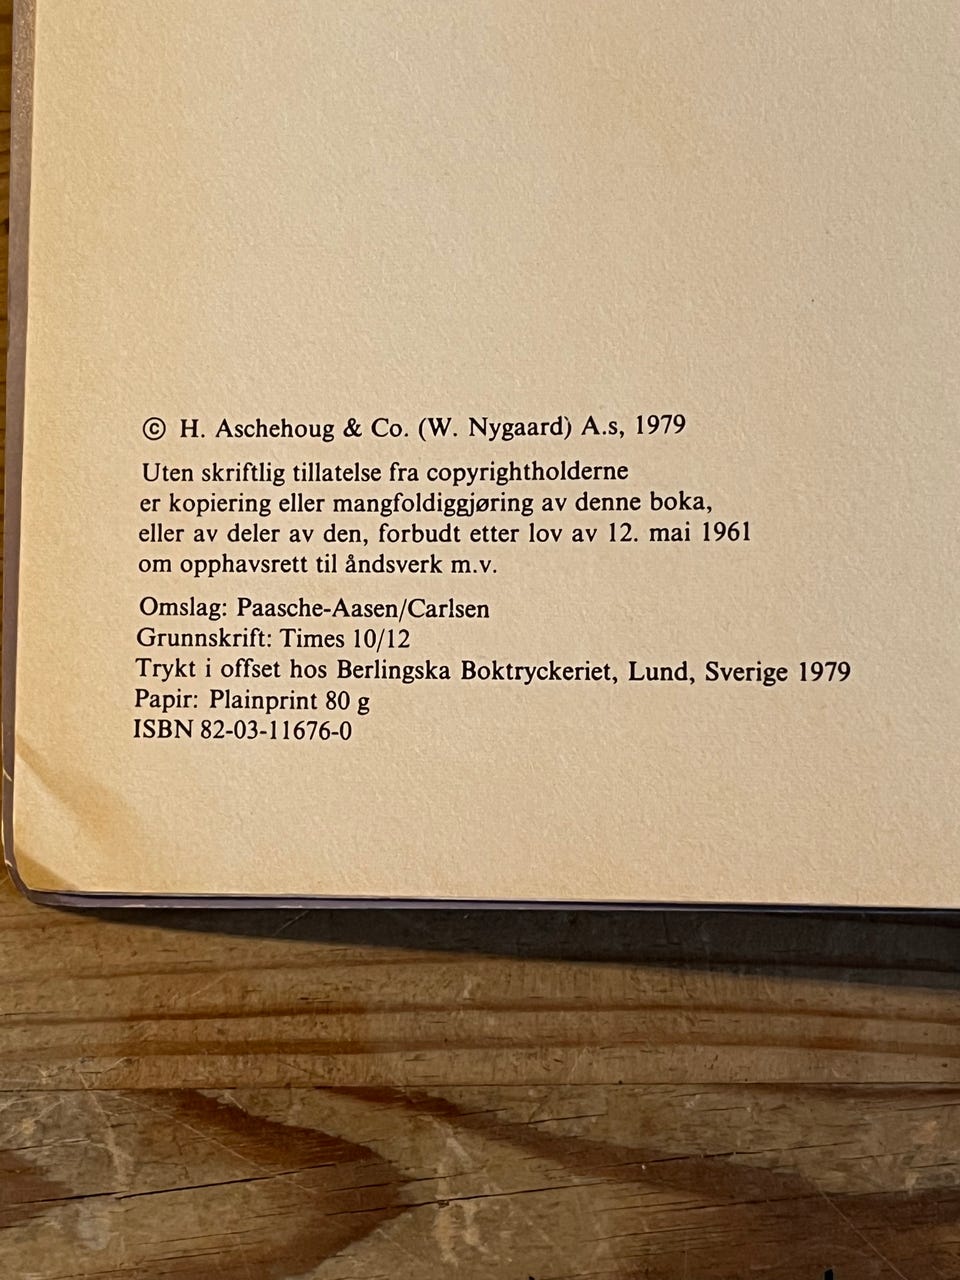 © H. Aschehoug & Co. (W. Nygaard) A.s, 1979
Uten skriftlig tillatelse fra copyrightholderne
er kopiering eller mangfoldiggjøring av denne boka,
eller av deler av den, forbudt etter lov av 12. mai 1961
om opphavsrett til åndsverk m.v.
Omslag: Paasche-Aasen/Carlsen
Grunnskrift: Times 10/12
Trykt i offset hos Berlingska Boktryckeriet, Lund, Sverige 1979
Papir: Plainprint 80 g
ISBN 82-03-11676-0